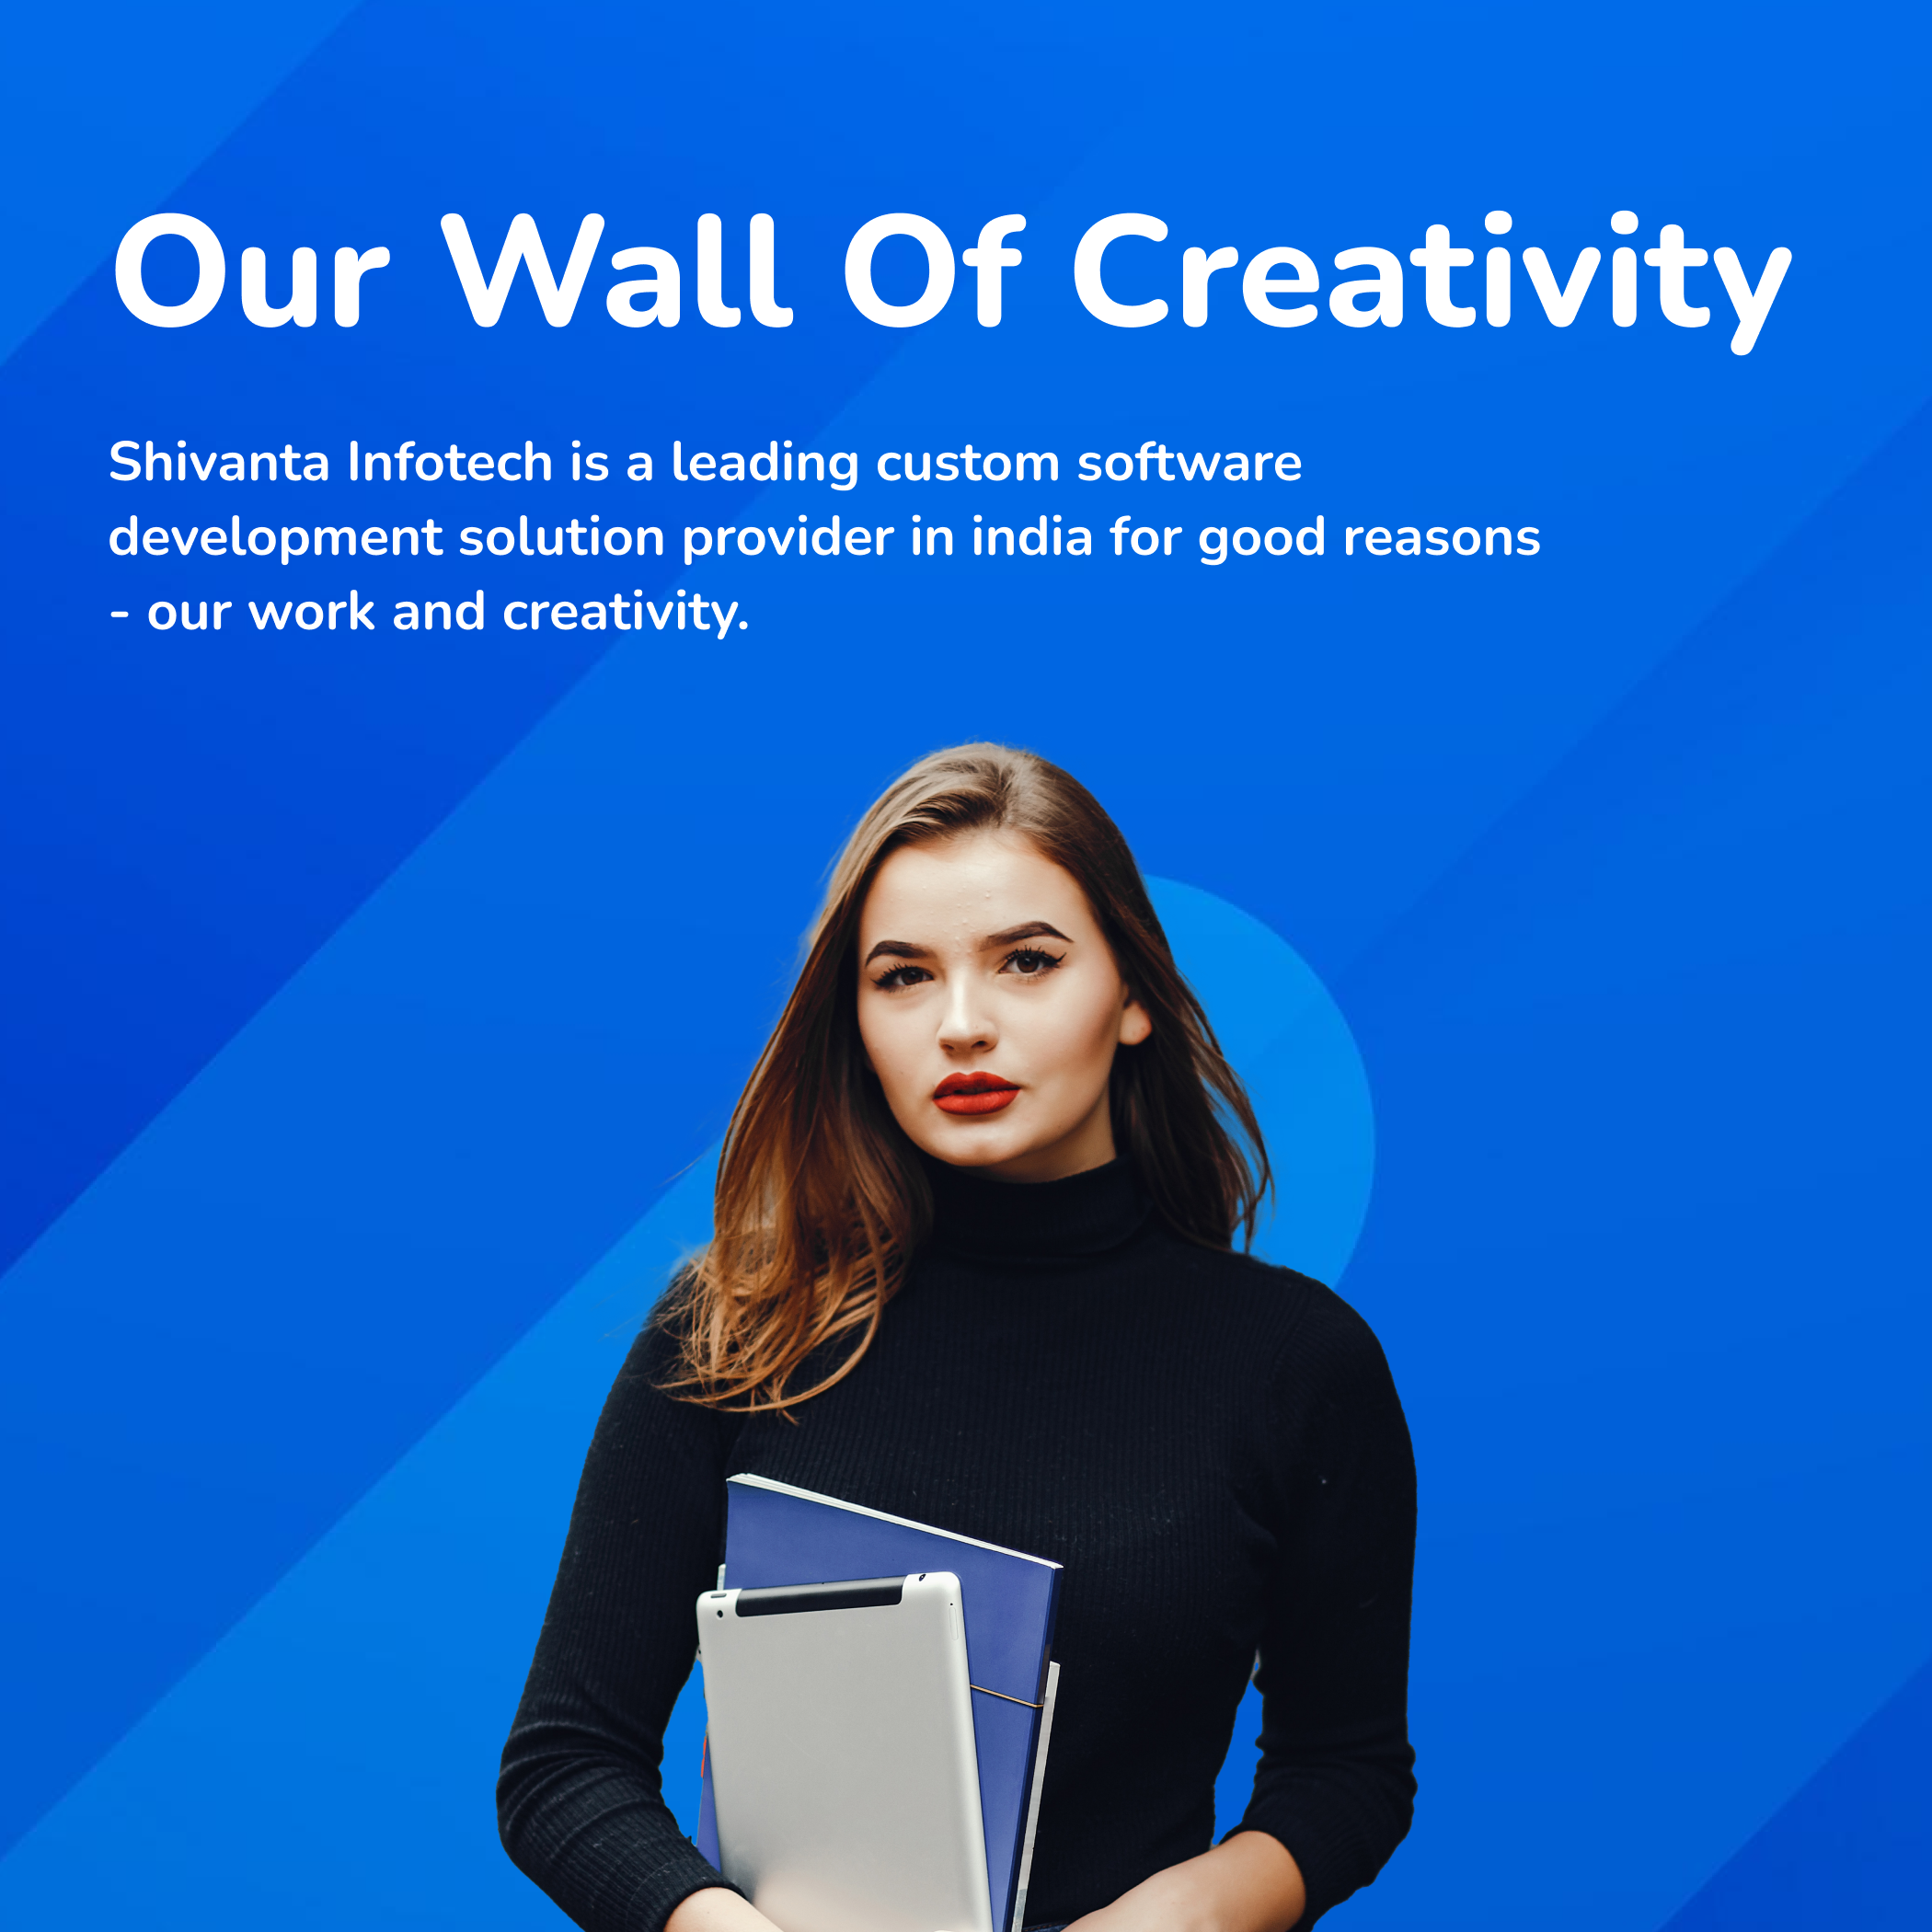 Our Wall Of Creativity
Shivanta Infotech is a leading custom software
development solution provider in india for good reasons
- our work and creativity.